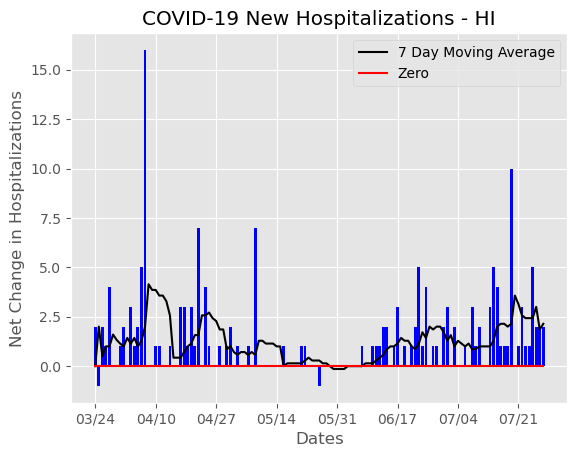 COVID-19 New Hospitalizations - HI
7 Day Moving Average
Zero
Net Change in Hospitalizations
15.0
12.5
10.0
7.5
5.0
2.5
0.0
03/24 04/10 04/27 05/14 05/31 06/17 07/04 07/21
Dates